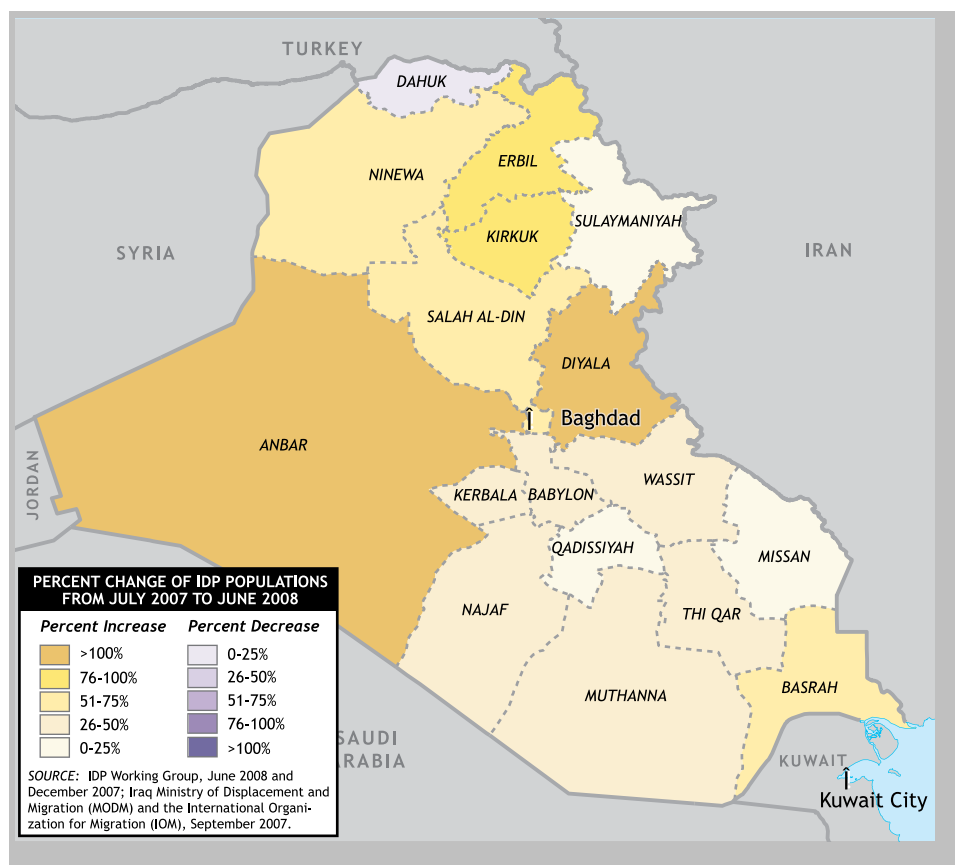 TURKEY
DAHUK
ERBIL
NINEWA
SULAYMANIYAH
KIRKUK
SYRIA
IRAN
SALAH AL-DIN
DIYALA
Baghdad
ANBAR
JORDAN
WASSIT
KERBALA
BABYLON
QADISSIYAH
MISSAN
NAJAF
THI QAR
MUTHANNA
BASRAH
SAUDI
ARABIA
KUWAIT
Kuwait City
PERCENT CHANGE OF IDP POPULATIONS
FROM JULY 2007 TO JUNE 2008
Percent Increase
>100%
76-100%
51-75%
26-50%
0-25%
Percent Decrease
0-25%
26-50%
51-75%
76-100%
>100%
SOURCE: IDP Working Group, June 2008 and
December 2007; Iraq Ministry of Displacement and
Migration (MODM) and the International Organi-
zation for Migration (IOM), September 2007.